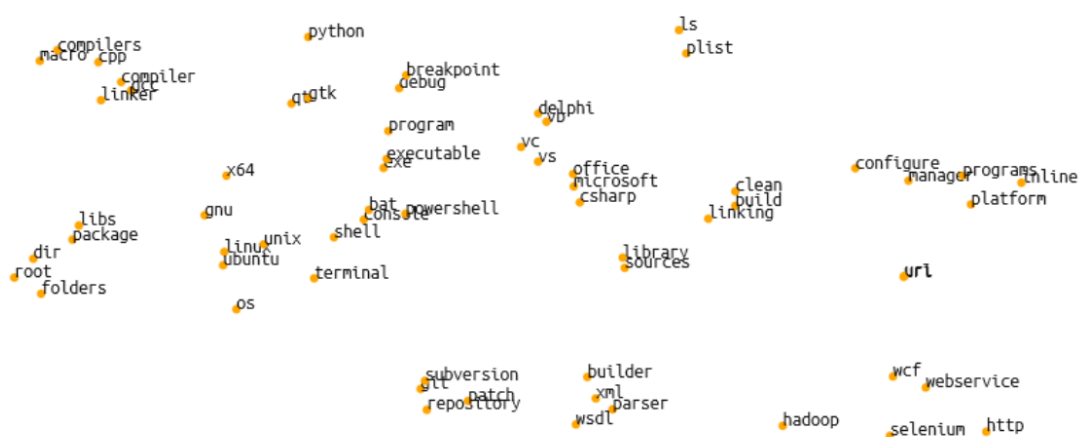 ls
python
compilers
plist
macro
cpp
breakpoint
compiler
debug
gcc
gtk
linker
qt
delphi
vb
program
vc
executable
vs
exe
configure
x64
office
programs
manager
inline
microsoft
clean
csharp
build
platform
bat
powershell
gnu
console
linking
libs
shell
package
unix
linux
dir
library
ubuntu
sources
root
terminal
url
folders
os
builder
wcf
subversion
git
webservice
xml
patch
repository
parser
wsdl
hadoop
http
selenium